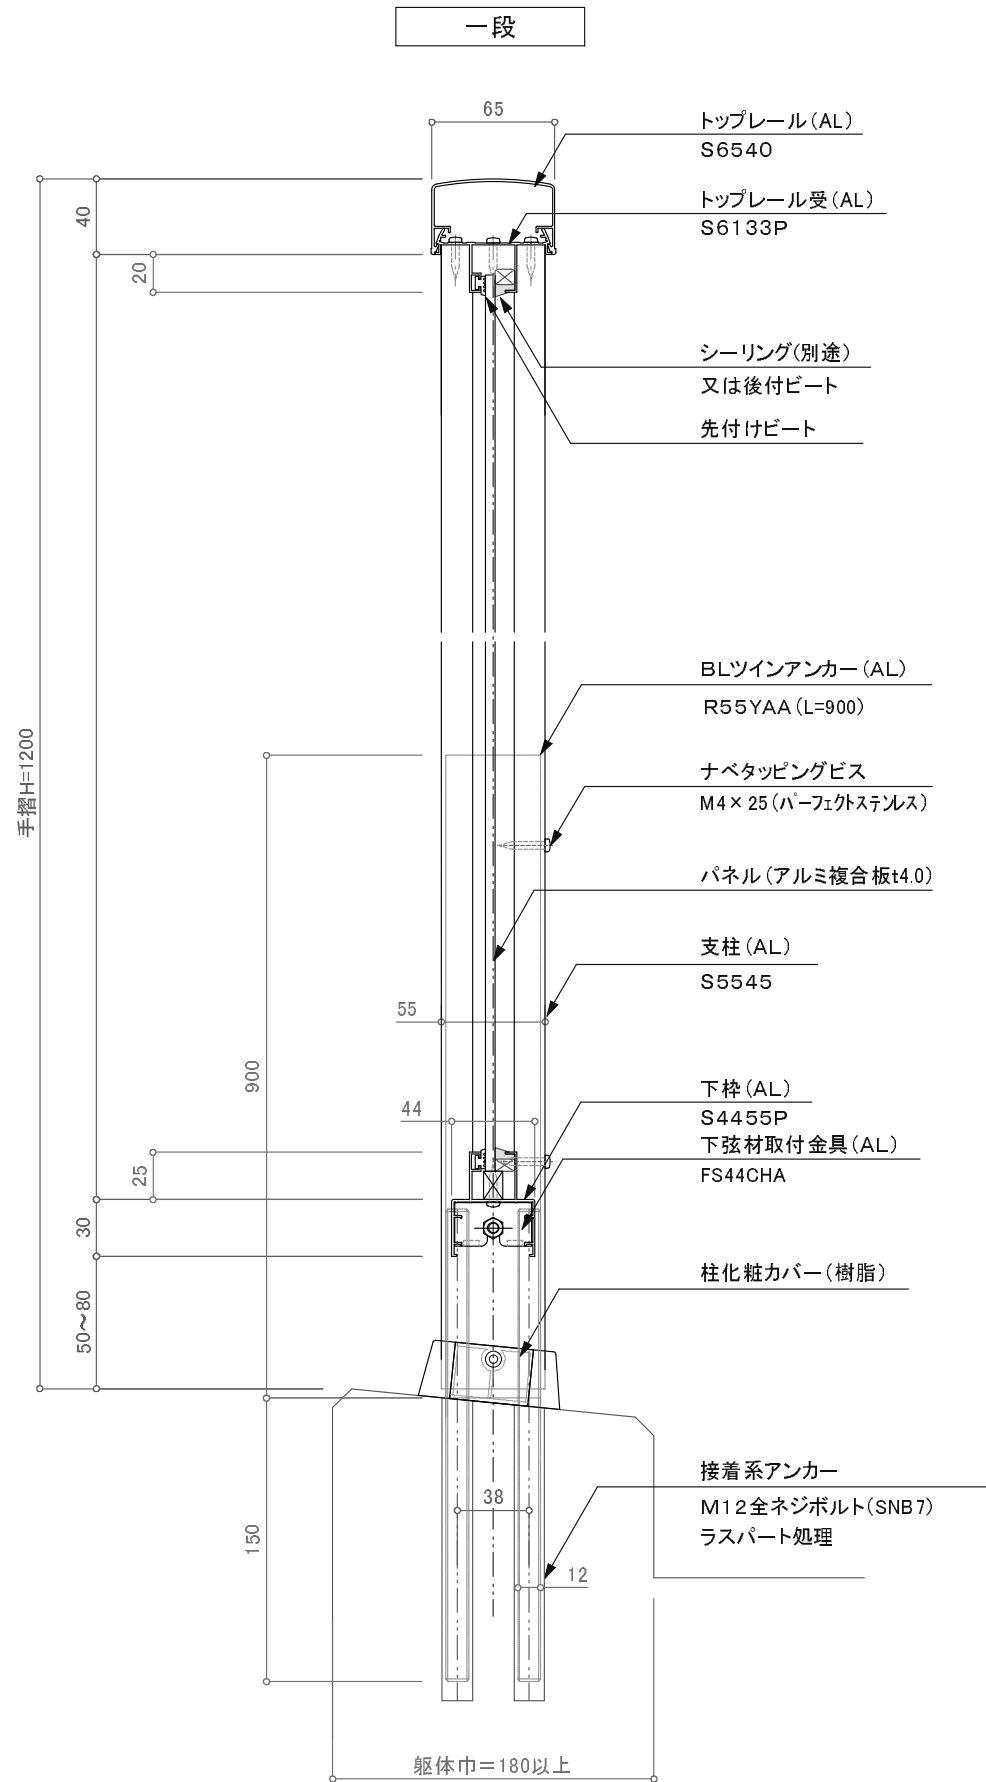 一段
65
トップレール(AL)
S6540
40
トップレール受(AL)
S6133P
20
シーリング(別途)
又は後付ビート
先付けビート
BLツインアンカー(AL)
R55YAA(L=900)
手摺H=1200
ナベタッピングビス
M4×25(パーフェクトステンレス)
パネル(アルミ複合板t4.0)
支柱(AL)
S5545
55
900
下枠(AL)
S4455P
44
下弦材取付金具(AL)
FS44CHA
25
30
柱化粧カバー(樹脂)
50～80
接着系アンカー
M12全ネジボルト(SNB7)
ラスパート処理
38
150
12
躯体巾=180以上